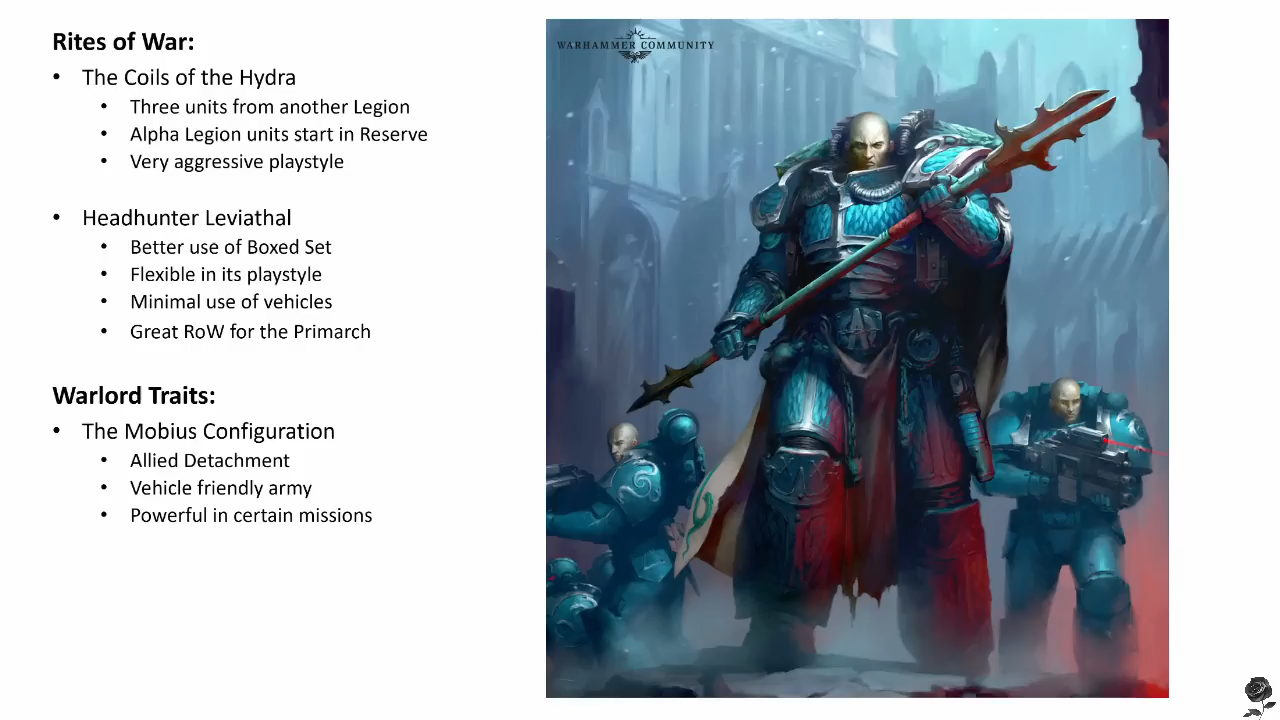 Rites of War:
• The Coils of the Hydra
• Three units from another Legion
• Alpha Legion units start in Reserve
• Very aggressive playstyle
• Headhunter Leviathal
• Better use of Boxed Set
• Flexible in its playstyle
• Minimal use of vehicles
• Great RoW for the Primarch
Warlord Traits:
• The Mobius Configuration
• Allied Detachment
• Vehicle friendly army
• Powerful in certain missions
WARHAMMER COMMUNITY